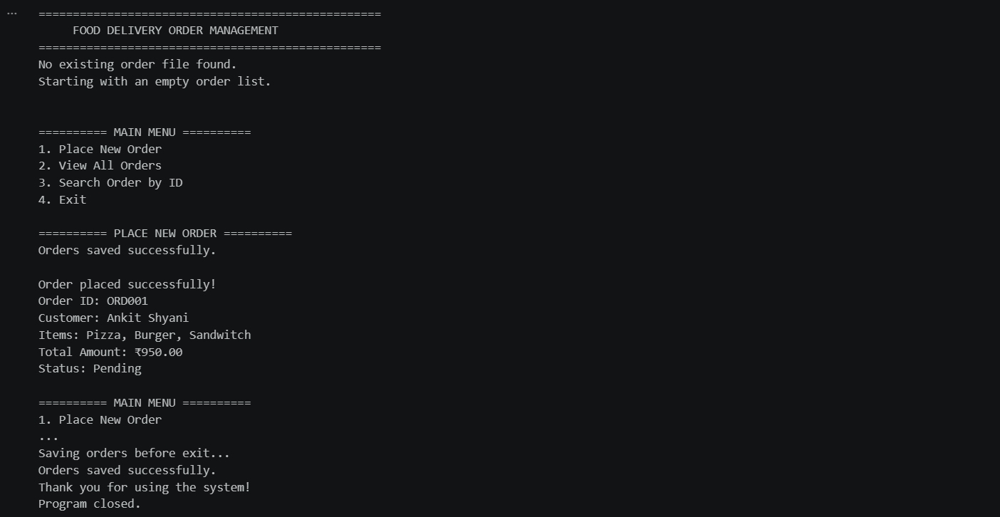 ...
==================================================
     FOOD DELIVERY ORDER MANAGEMENT
==================================================
No existing order file found.
Starting with an empty order list.


========== MAIN MENU ==========
1. Place New Order
2. View All Orders
3. Search Order by ID
4. Exit

========== PLACE NEW ORDER ==========
Orders saved successfully.

Order placed successfully!
Order ID: ORD001
Customer: Ankit Shyani
Items: Pizza, Burger, Sandwitch
Total Amount: ₹950.00
Status: Pending

========== MAIN MENU ==========
1. Place New Order
...
Saving orders before exit...
Orders saved successfully.
Thank you for using the system!
Program closed.